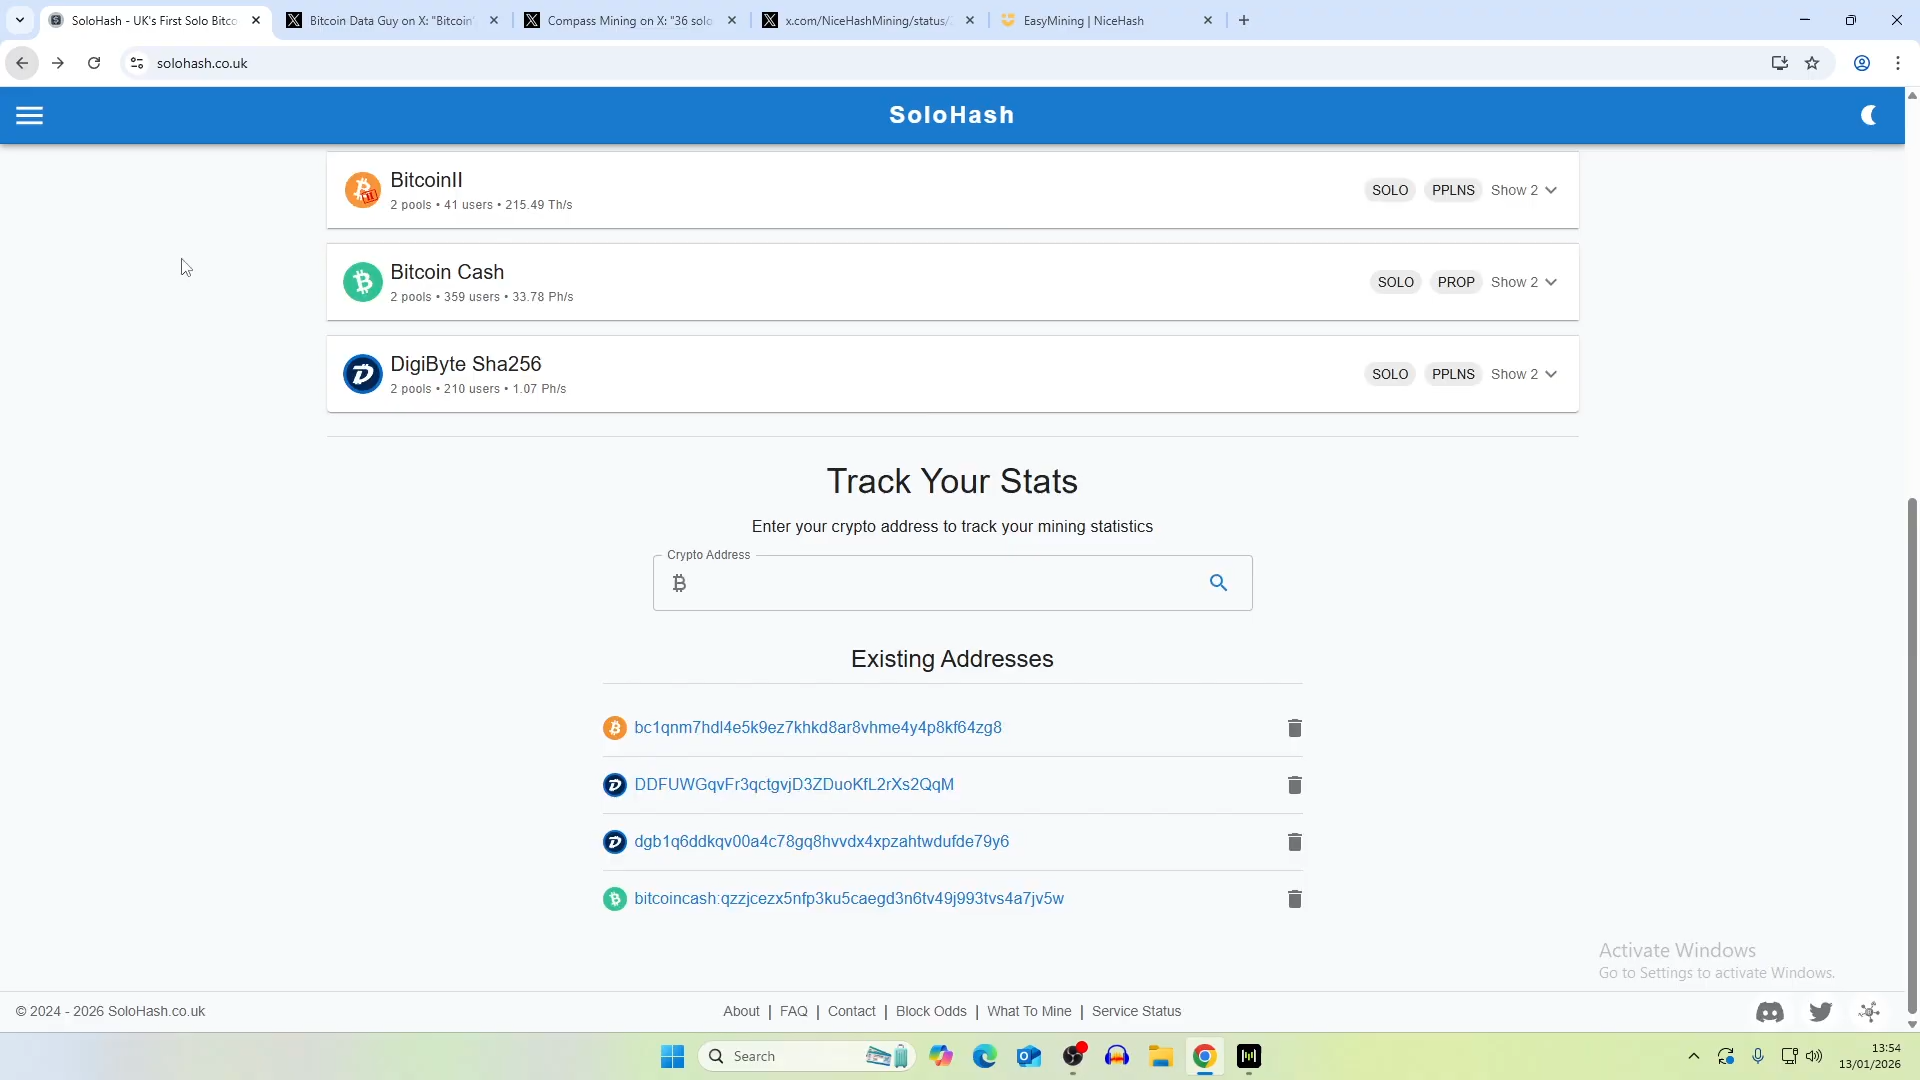 SoloHash - UK's First Solo Bitco
Bitcoin Data Guy on X: "Bitcoin'
Compass Mining on X: "36 solo
x.com/NiceHashMining/status/2
EasyMining | NiceHash
solohash.co.uk
SoloHash
BitcoinII
2 pools • 41 users • 215.49 Th/s
SOLO PPLNS Show 2
Bitcoin Cash
2 pools • 359 users • 33.78 Ph/s
SOLO PROP Show 2
DigiByte Sha256
2 pools • 210 users • 1.07 Ph/s
SOLO PPLNS Show 2
Track Your Stats
Enter your crypto address to track your mining statistics
Crypto Address
Existing Addresses
bc1qnm7hdl4e5k9ez7khkd8ar8vhme4y4p8kf64zg8
DDFUWGqvFr3qctgvjD3ZDuoKfL2rXs2QqM
dgb1q6ddkqv00a4c78gq8hvvdx4xpzahtwdufde79y6
bitcoincash:qzzjcezx5nfp3ku5caegd3n6tv49j993tvs4a7jv5w
Activate Windows
Go to Settings to activate Windows.
© 2024 - 2026 SoloHash.co.uk
About | FAQ | Contact | Block Odds | What To Mine | Service Status
Search
13:54
13/01/2026